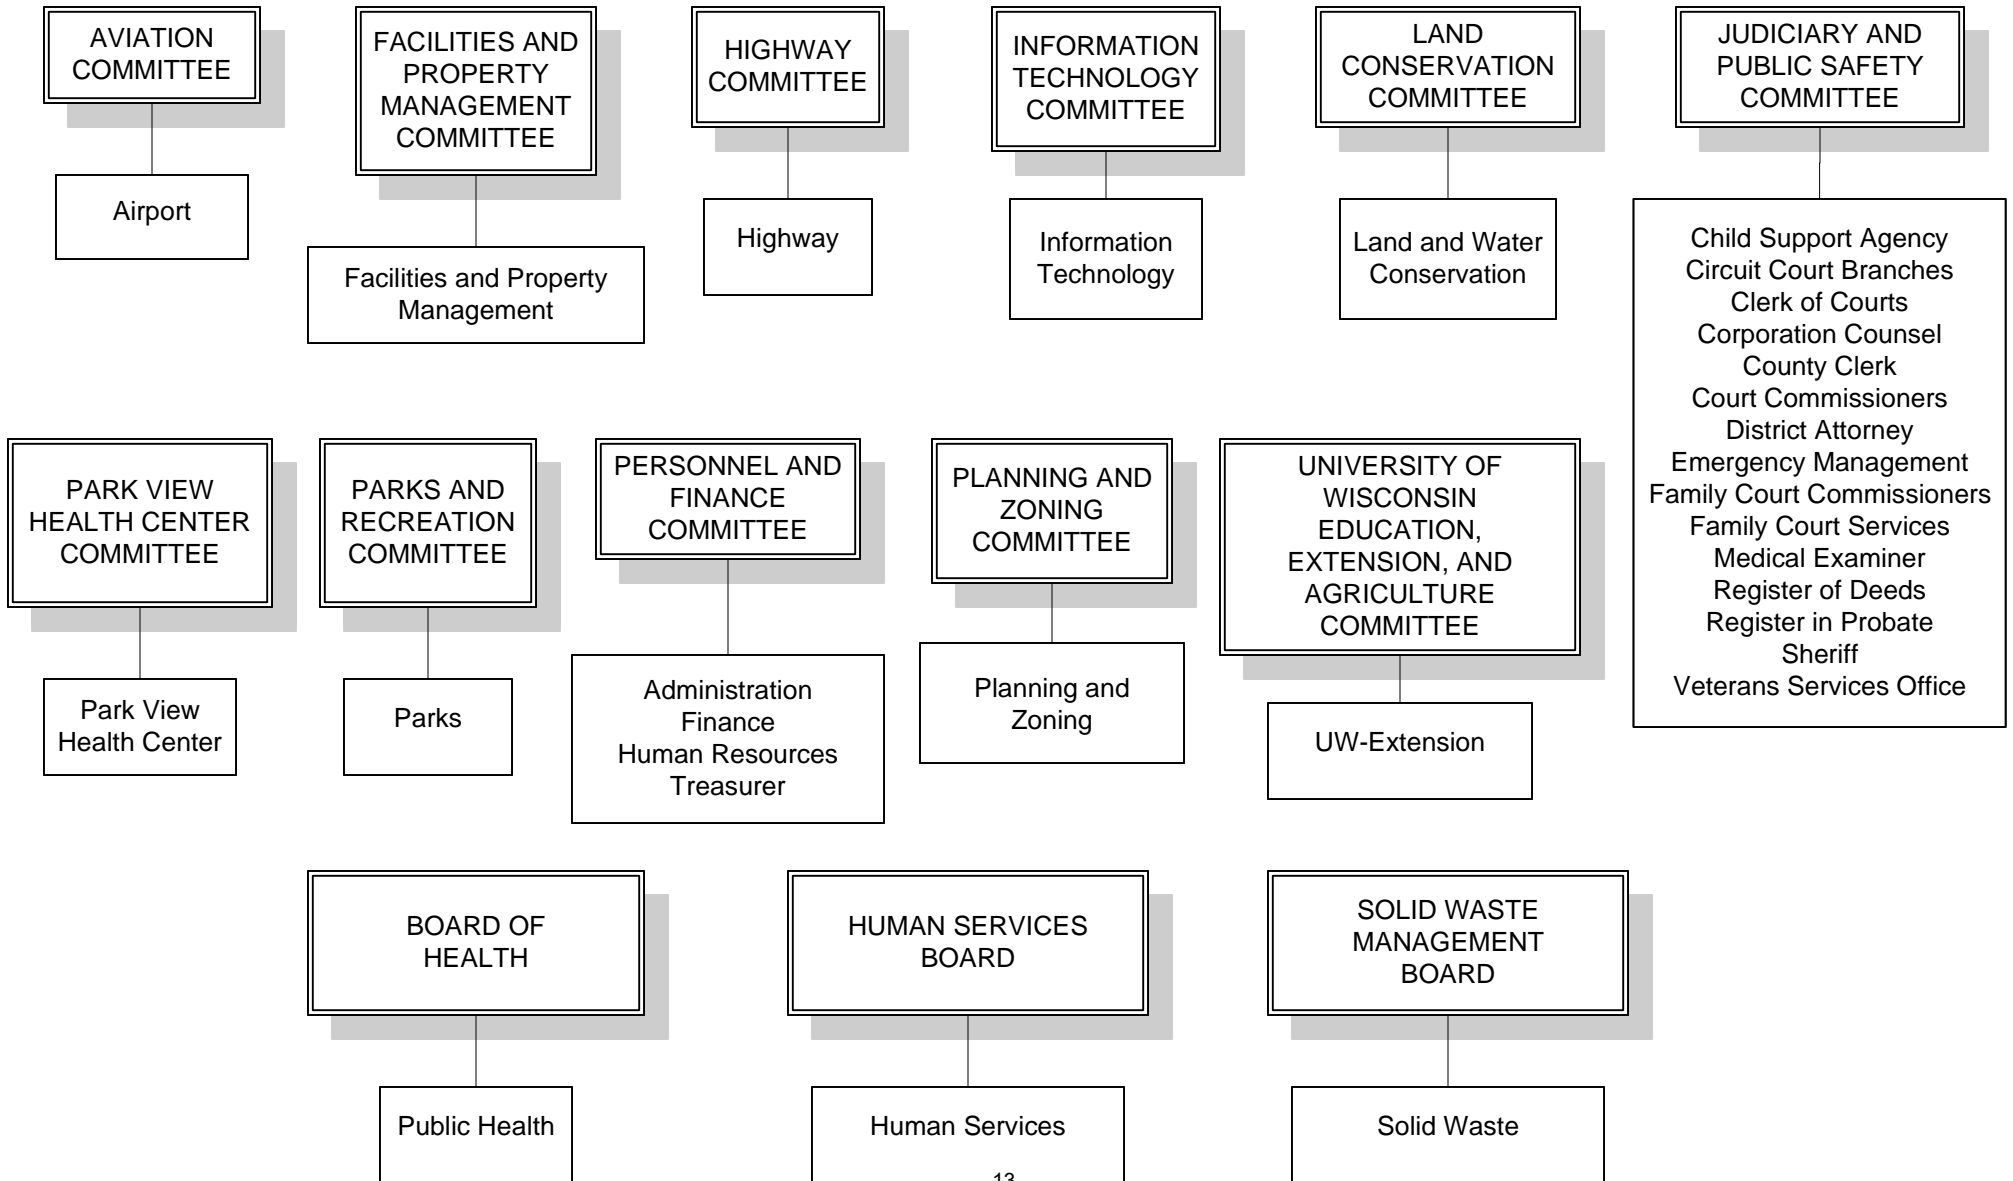 AVIATION
COMMITTEE
Airport
FACILITIES AND
PROPERTY
MANAGEMENT
COMMITTEE
Facilities and Property
Management
HIGHWAY
COMMITTEE
Highway
INFORMATION
TECHNOLOGY
COMMITTEE
Information
Technology
LAND
CONSERVATION
COMMITTEE
Land and Water
Conservation
JUDICIARY AND
PUBLIC SAFETY
COMMITTEE
Child Support Agency
Circuit Court Branches
Clerk of Courts
Corporation Counsel
County Clerk
Court Commissioners
District Attorney
Emergency Management
Family Court Commissioners
Family Court Services
Medical Examiner
Register of Deeds
Register in Probate
Sheriff
Veterans Services Office
PARK VIEW
HEALTH CENTER
COMMITTEE
Park View
Health Center
PARKS AND
RECREATION
COMMITTEE
Parks
PERSONNEL AND
FINANCE
COMMITTEE
Administration
Finance
Human Resources
Treasurer
PLANNING AND
ZONING
COMMITTEE
Planning and
Zoning
UNIVERSITY OF
WISCONSIN
EDUCATION,
EXTENSION, AND
AGRICULTURE
COMMITTEE
UW-Extension
BOARD OF
HEALTH
Public Health
HUMAN SERVICES
BOARD
Human Services
SOLID WASTE
MANAGEMENT
BOARD
Solid Waste
13